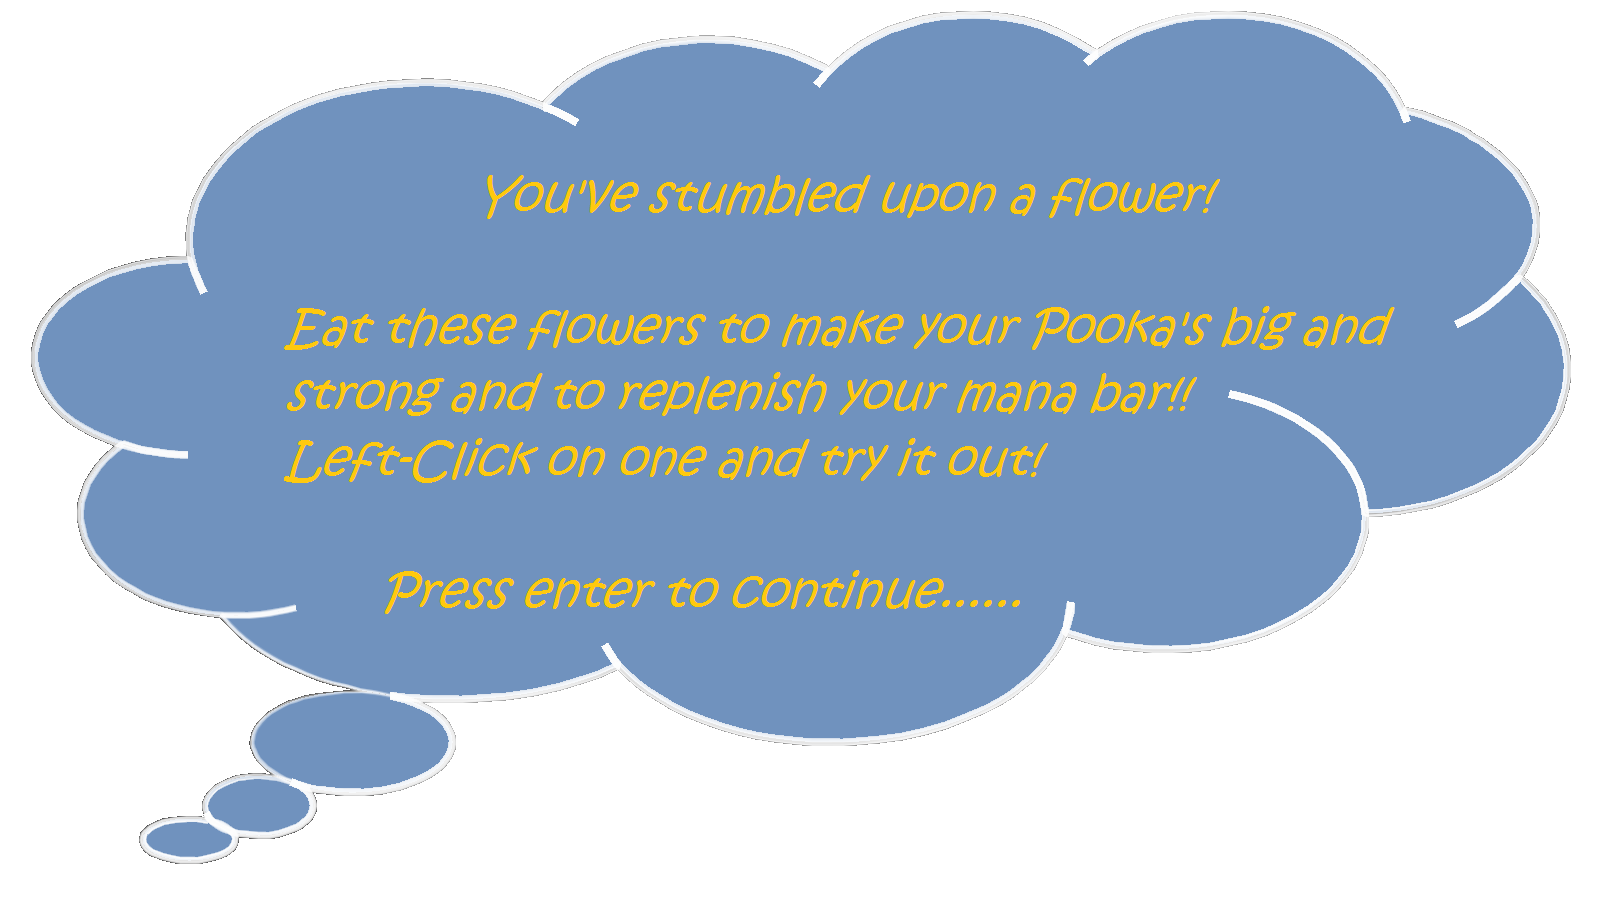 You've stumbled upon a flower!
Eat these flowers to make your Pooka's big and
strong and to replenish your mana bar!!
Left-Click on one and try it out!
Press enter to continue......